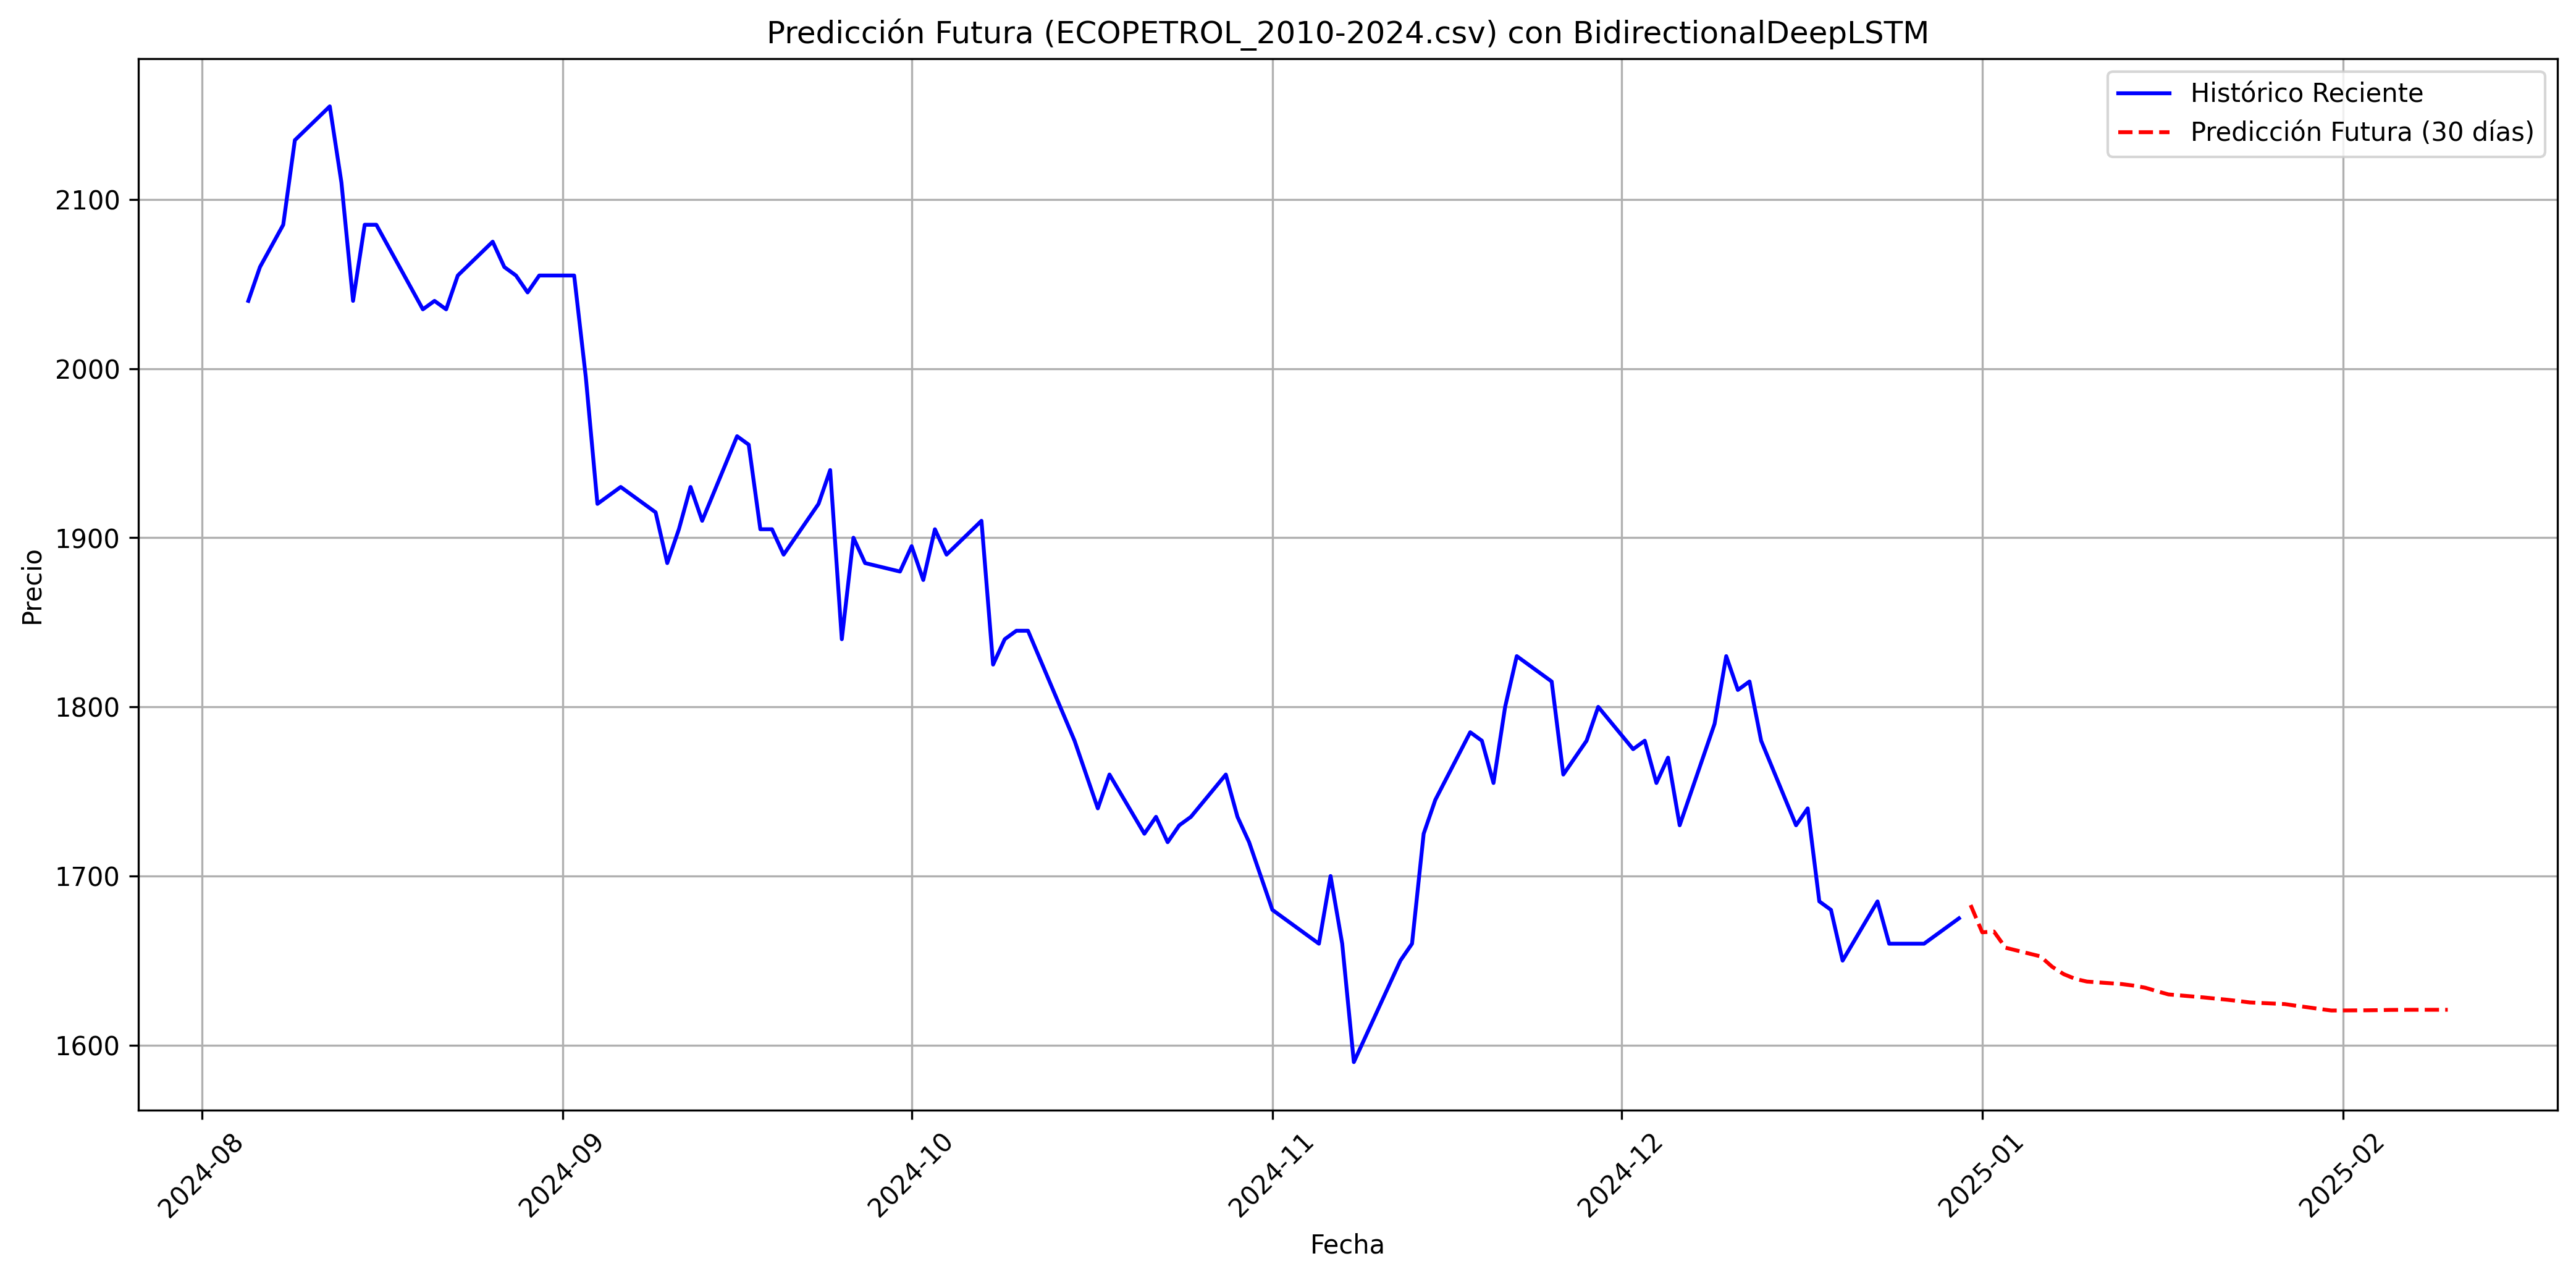 Predicción Futura (ECOPETROL_2010-2024.csv) con BidirectionalDeepLSTM
Histórico Reciente
Predicción Futura (30 días)
Precio
2100
2000
1900
1800
1700
1600
2024-08
2024-09
2024-10
2024-11
2024-12
2025-01
2025-02
Fecha